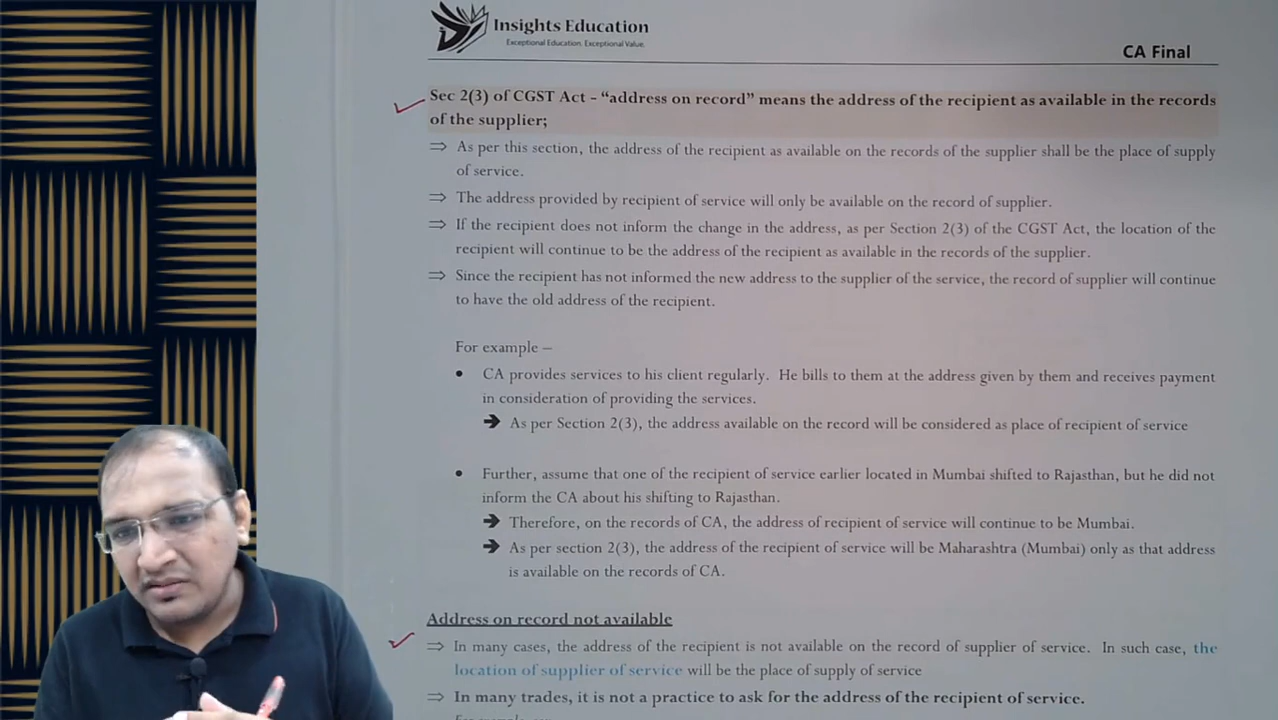 Insights Education
Exceptional Education. Exceptional Value.
CA Final
Sec 2(3) of CGST Act – “address on record” means the address of the recipient as available in the records
of the supplier;
⇒ As per this section, the address of the recipient as available on the records of the supplier shall be the place of supply
of service.
⇒ The address provided by recipient of service will only be available on the record of supplier.
⇒ If the recipient does not inform the change in the address, as per Section 2(3) of the CGST Act, the location of the
recipient will continue to be the address of the recipient as available in the records of the supplier.
⇒ Since the recipient has not informed the new address to the supplier of the service, the record of supplier will continue
to have the old address of the recipient.
For example –
• CA provides services to his client regularly. He bills to them at the address given by them and receives payment
in consideration of providing the services.
➔ As per Section 2(3), the address available on the record will be considered as place of recipient of service
• Further, assume that one of the recipient of service earlier located in Mumbai shifted to Rajasthan, but he did not
inform the CA about his shifting to Rajasthan.
➔ Therefore, on the records of CA, the address of recipient of service will continue to be Mumbai.
➔ As per section 2(3), the address of the recipient of service will be Maharashtra (Mumbai) only as that address
is available on the records of CA.
Address on record not available
⇒ In many cases, the address of the recipient is not available on the record of supplier of service. In such case, the
location of supplier of service will be the place of supply of service
⇒ In many trades, it is not a practice to ask for the address of the recipient of service.